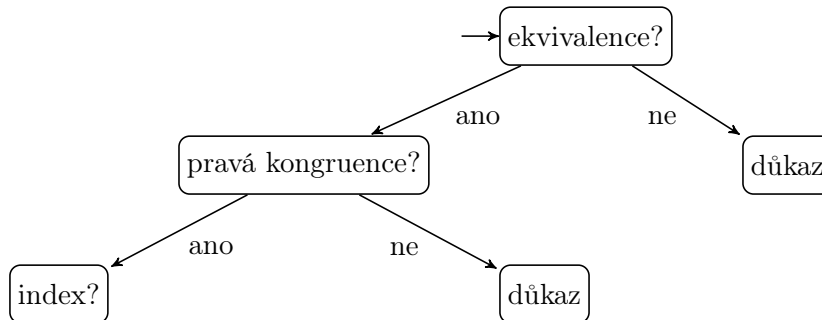 ekvivalence?
ano
ne
pravá kongruence?
důkaz
ano
ne
index?
důkaz